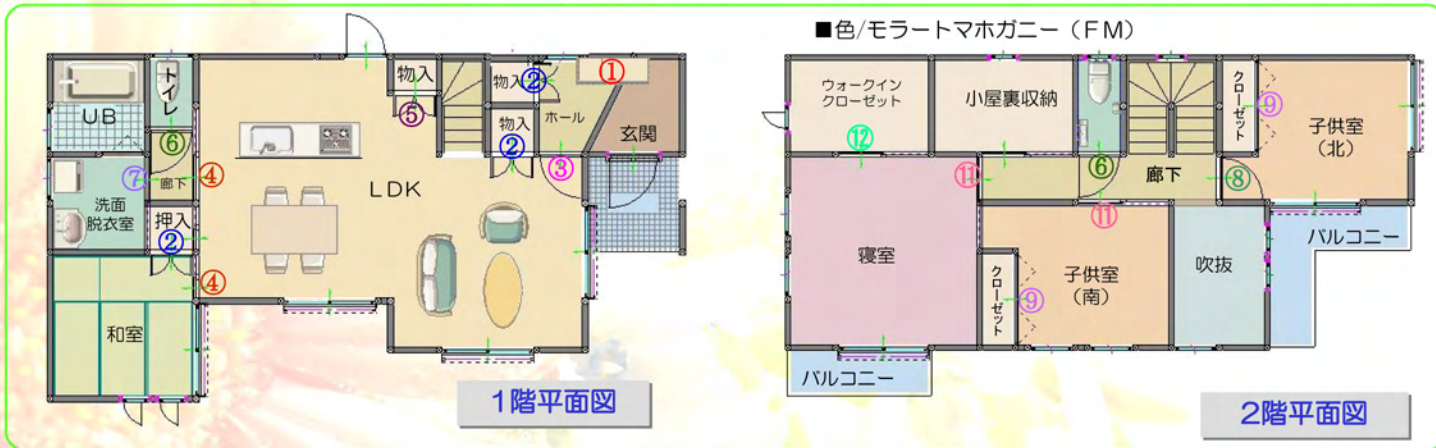 ■色/モラートマホガニー(FM)
UB
トイレ
⑥
⑦
廊下
④
洗面
脱衣室
押入
②
④
和室
LDK
物入
⑤
物入
②
物入
②
ホール
①
玄関
③
1階平面図
ウォークイン
クローゼット
⑫
小屋裏収納
⑥
⑪
廊下
⑧
クローゼット
⑨
子供室
(北)
⑪
寝室
クローゼット
⑨
子供室
(南)
吹抜
バルコニー
バルコニー
2階平面図